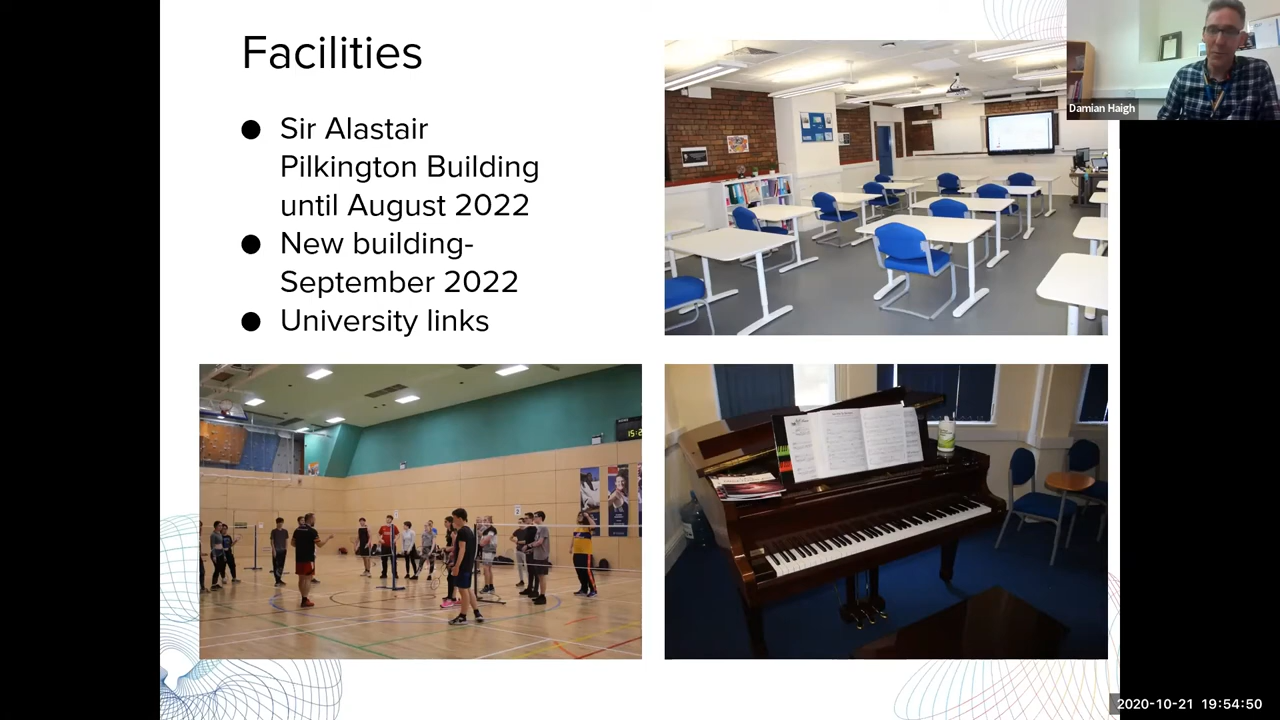 Facilities
● Sir Alastair
Pilkington Building
until August 2022
● New building-
September 2022
● University links
Damian Haigh
2020-10-21 19:54:50